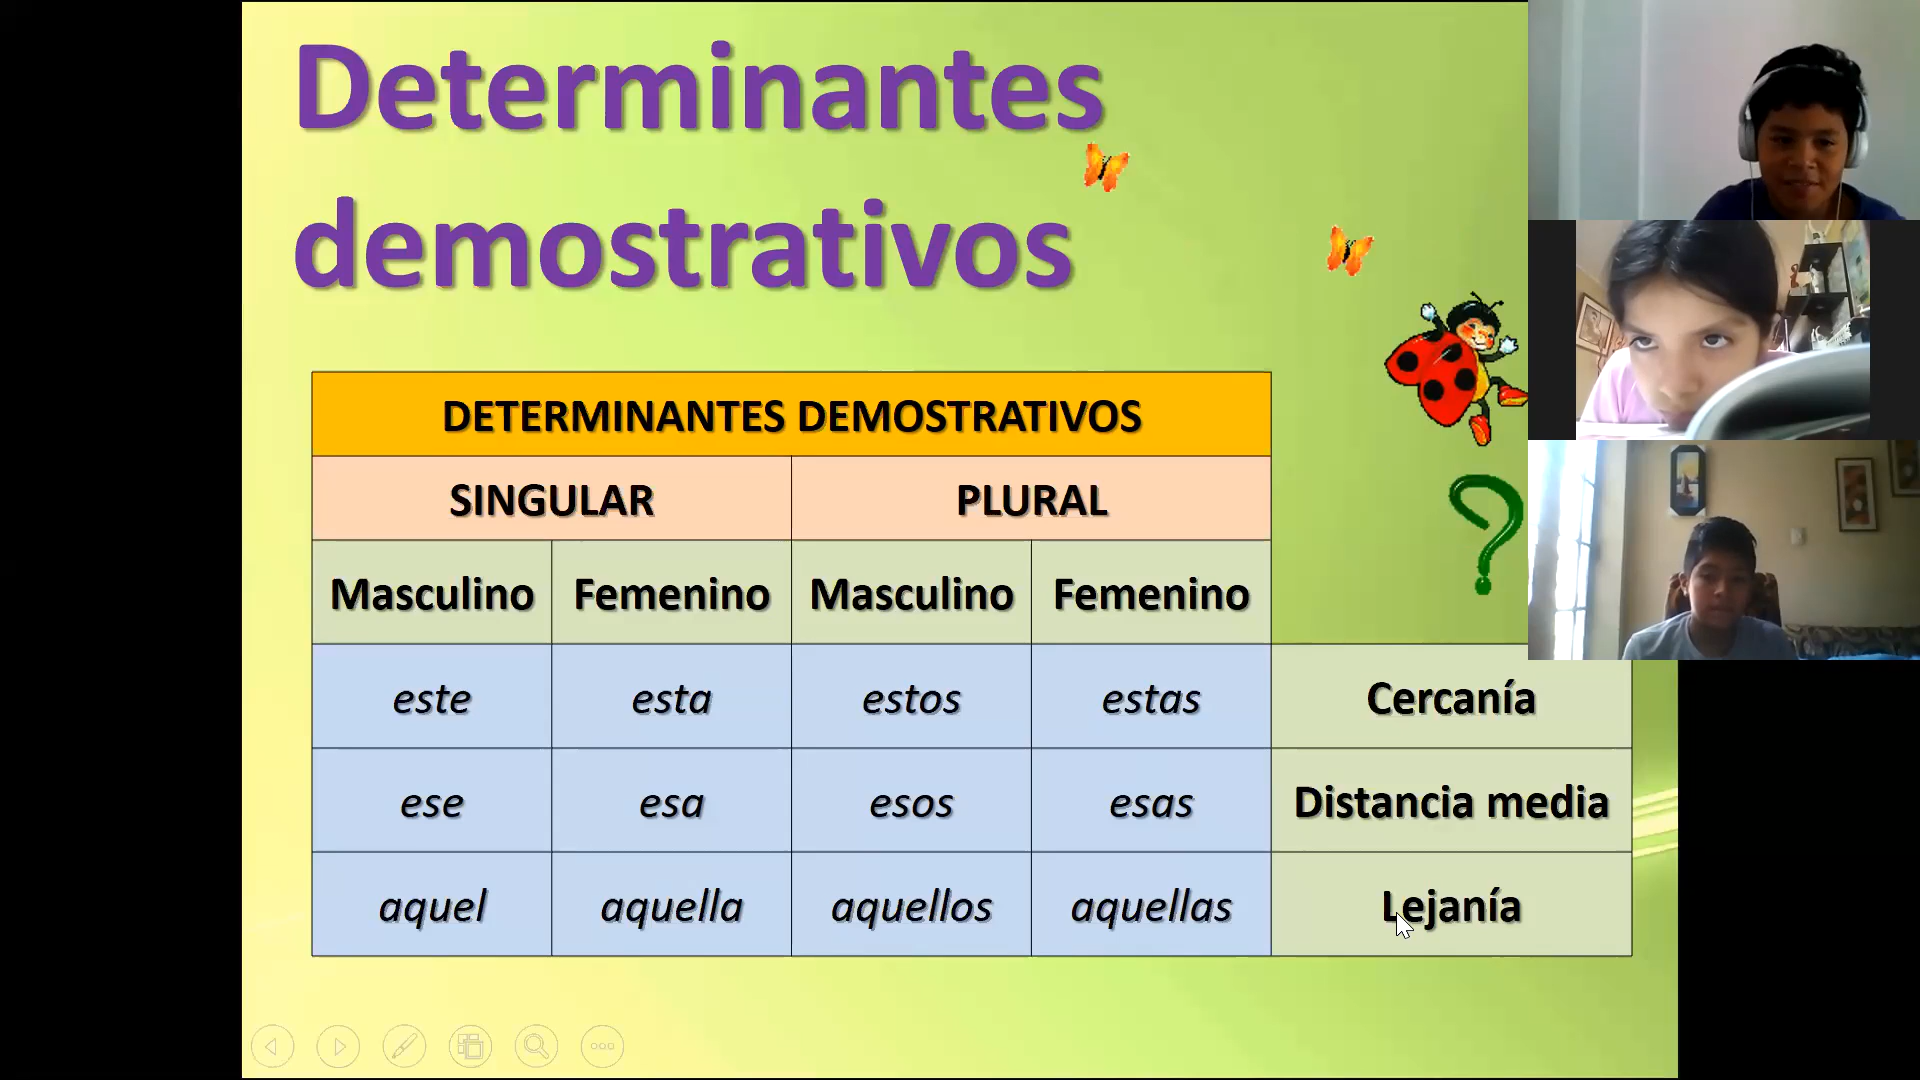 Determinantes
demostrativos
DETERMINANTES DEMOSTRATIVOS
SINGULAR PLURAL
Masculino Femenino Masculino Femenino
este esta estos estas Cercanía
ese esa esos esas Distancia media
aquel aquella aquellos aquellas Lejanía
?